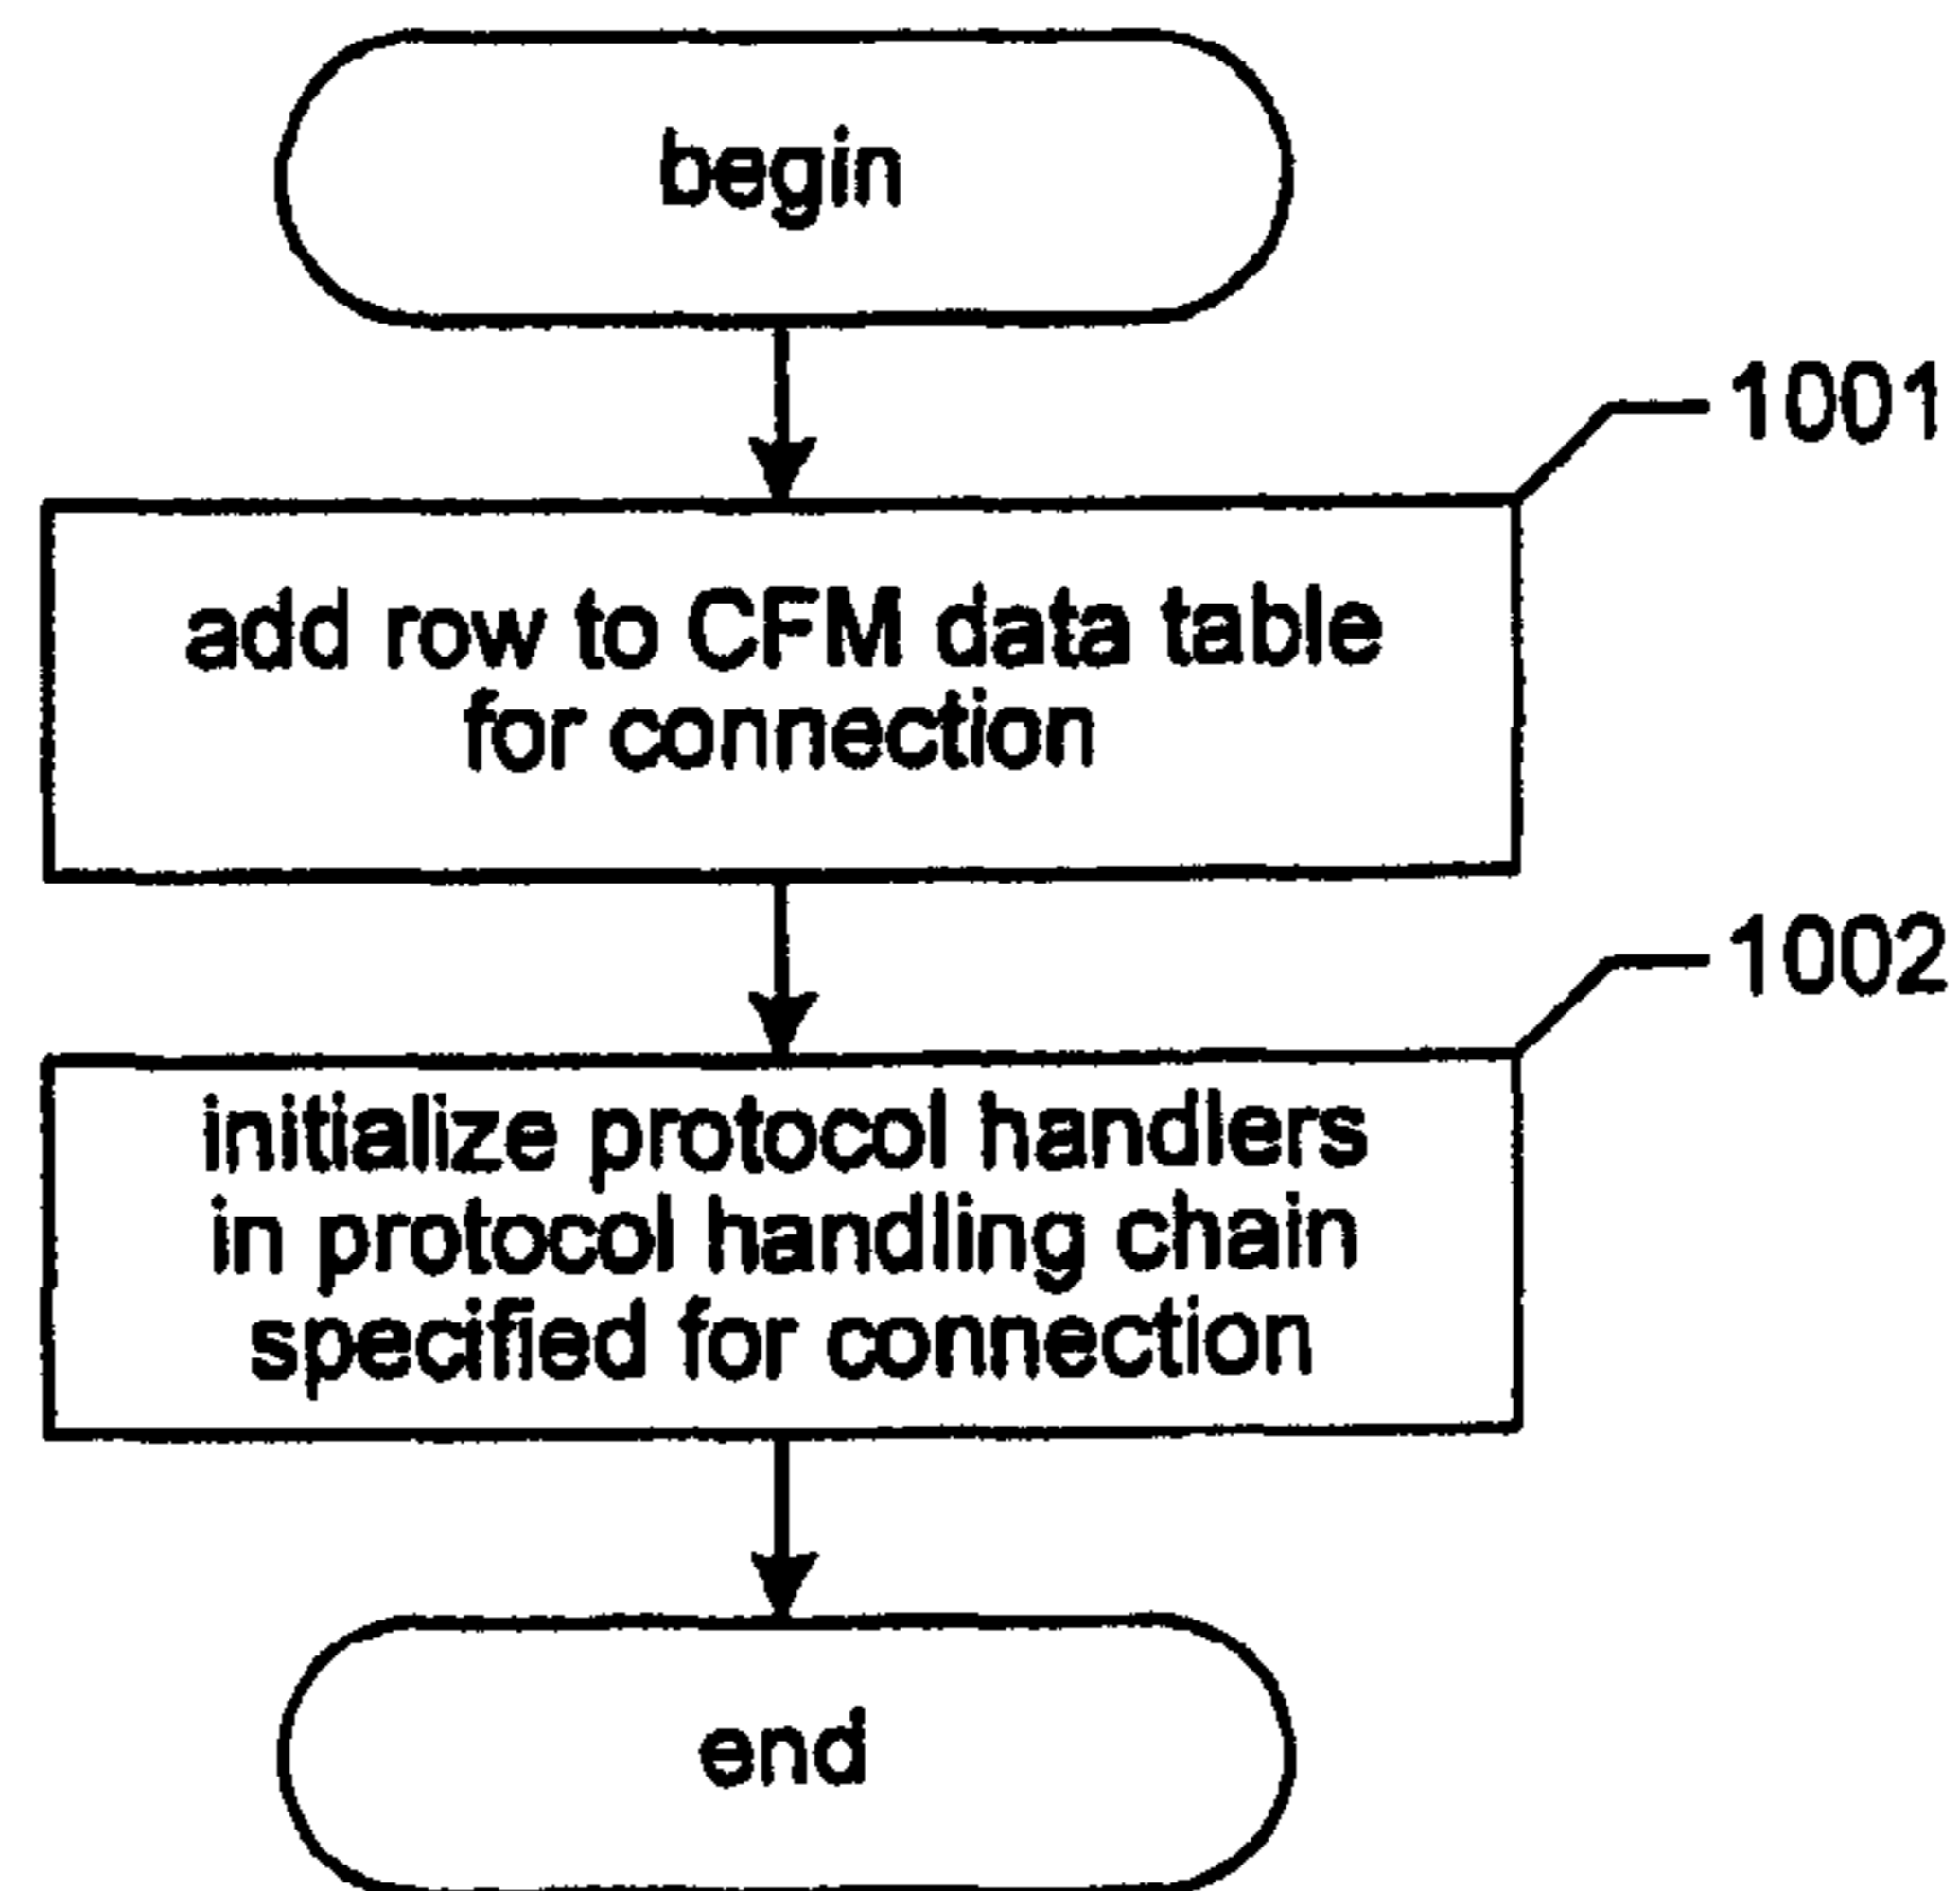 begin
1001
add row to CFM data table
for connection
1002
initialize protocol handlers
in protocol handling chain
specified for connection
end